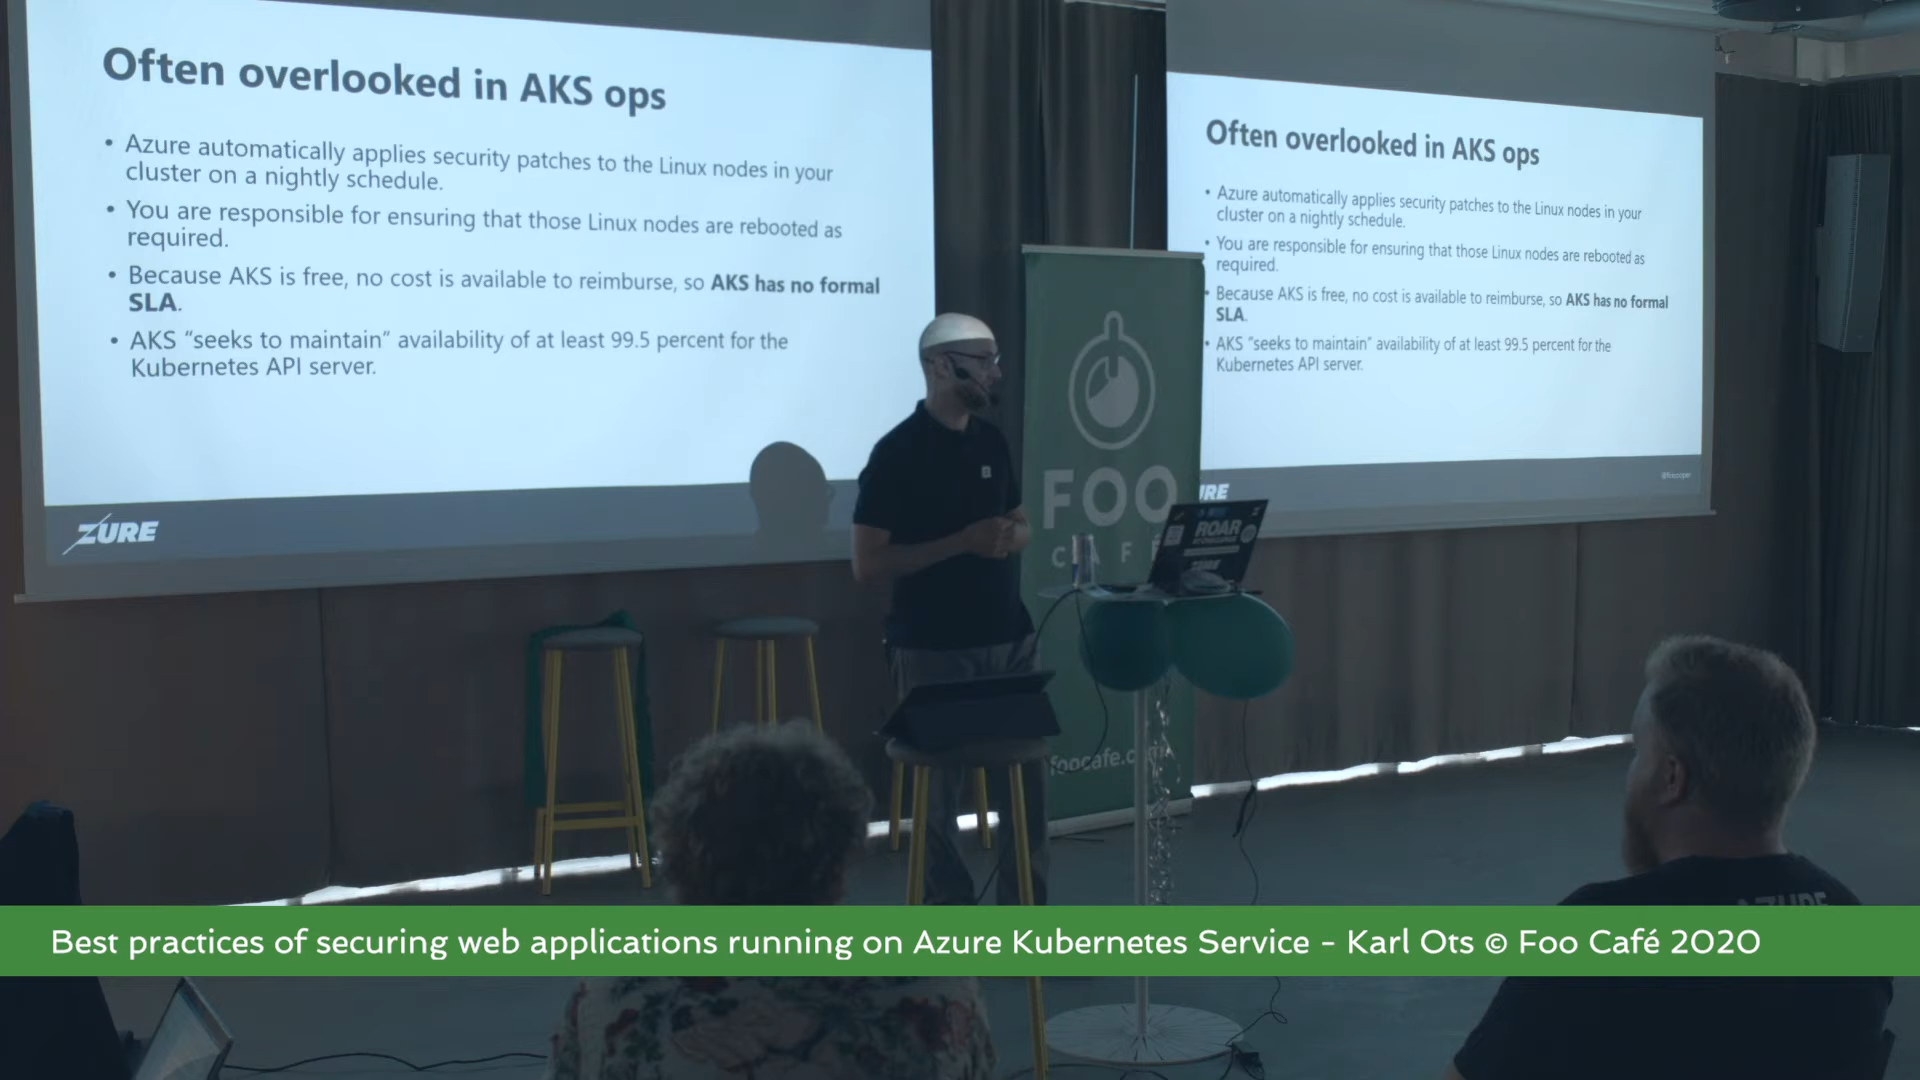 Often overlooked in AKS ops
• Azure automatically applies security patches to the Linux nodes in your
cluster on a nightly schedule.
• You are responsible for ensuring that those Linux nodes are rebooted as
required.
• Because AKS is free, no cost is available to reimburse, so AKS has no formal
SLA.
• AKS “seeks to maintain” availability of at least 99.5 percent for the
Kubernetes API server.
ZURE
Often overlooked in AKS ops
• Azure automatically applies security patches to the Linux nodes in your
cluster on a nightly schedule.
• You are responsible for ensuring that those Linux nodes are rebooted as
required.
• Because AKS is free, no cost is available to reimburse, so AKS has no formal
SLA.
• AKS “seeks to maintain” availability of at least 99.5 percent for the
Kubernetes API server.
URE
FOO
CAFÉ
ROAR
foocafe.com
AZURE
Best practices of securing web applications running on Azure Kubernetes Service - Karl Ots © Foo Café 2020